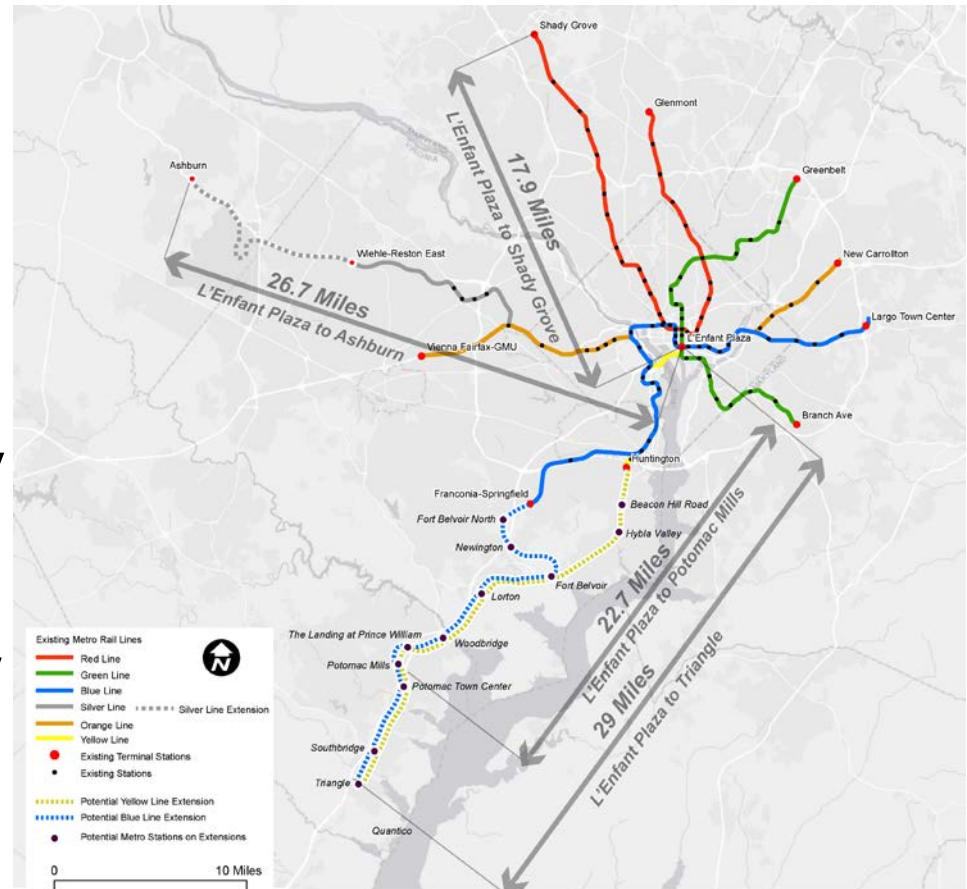 Shady Grove
Glenmont
Ashburn
Greenbelt
17.9 Miles
L'Enfant Plaza to Shady Grove
Wiehle-Reston East
New Carrollton
26.7 Miles
L'Enfant Plaza to Ashburn
Largo Town Center
L'Enfant Plaza
Vienna Fairfax-GMU
Branch Ave
Huntington
Franconia-Springfield
Beacon Hill Road
Fort Belvoir North
Hybla Valley
Newington
Fort Belvoir
Lorton
22.7 Miles
L'Enfant Plaza to Potomac Mills
29 Miles
L'Enfant Plaza to Triangle
The Landing at Prince William
Woodbridge
Potomac Mills
Potomac Town Center
Southbridge
Triangle
Quantico
Existing Metro Rail Lines
N
Red Line
Green Line
Blue Line
Silver Line
Silver Line Extension
Orange Line
Yellow Line
Existing Terminal Stations
Existing Stations
Potential Yellow Line Extension
Potential Blue Line Extension
Potential Metro Stations on Extensions
0 10 Miles